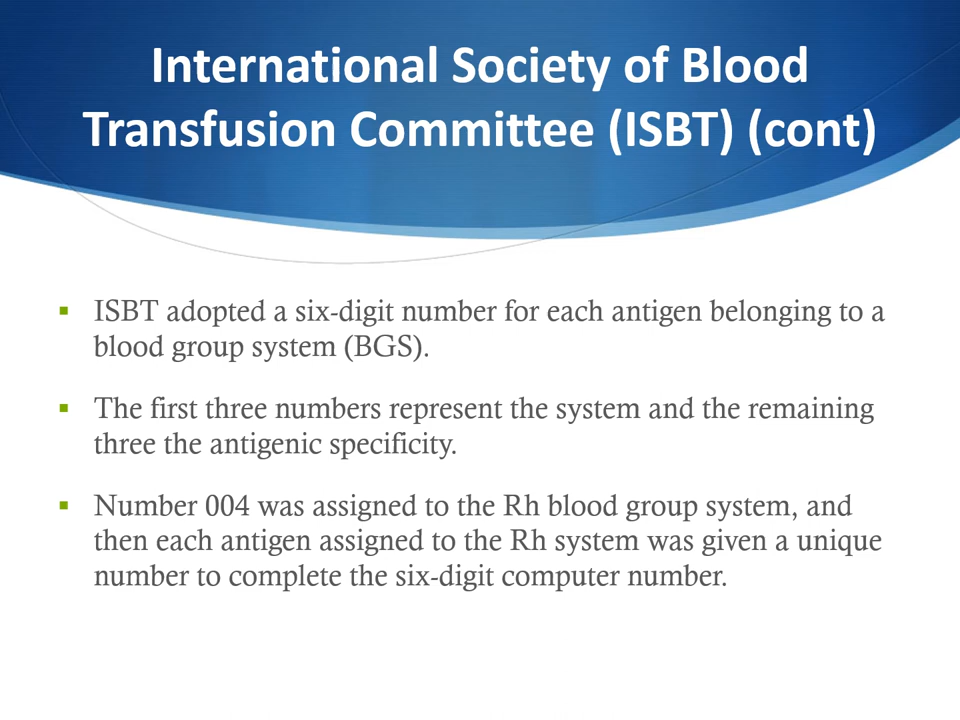 International Society of Blood
Transfusion Committee (ISBT) (cont)
▪ ISBT adopted a six-digit number for each antigen belonging to a
blood group system (BGS).
▪ The first three numbers represent the system and the remaining
three the antigenic specificity.
▪ Number 004 was assigned to the Rh blood group system, and
then each antigen assigned to the Rh system was given a unique
number to complete the six-digit computer number.